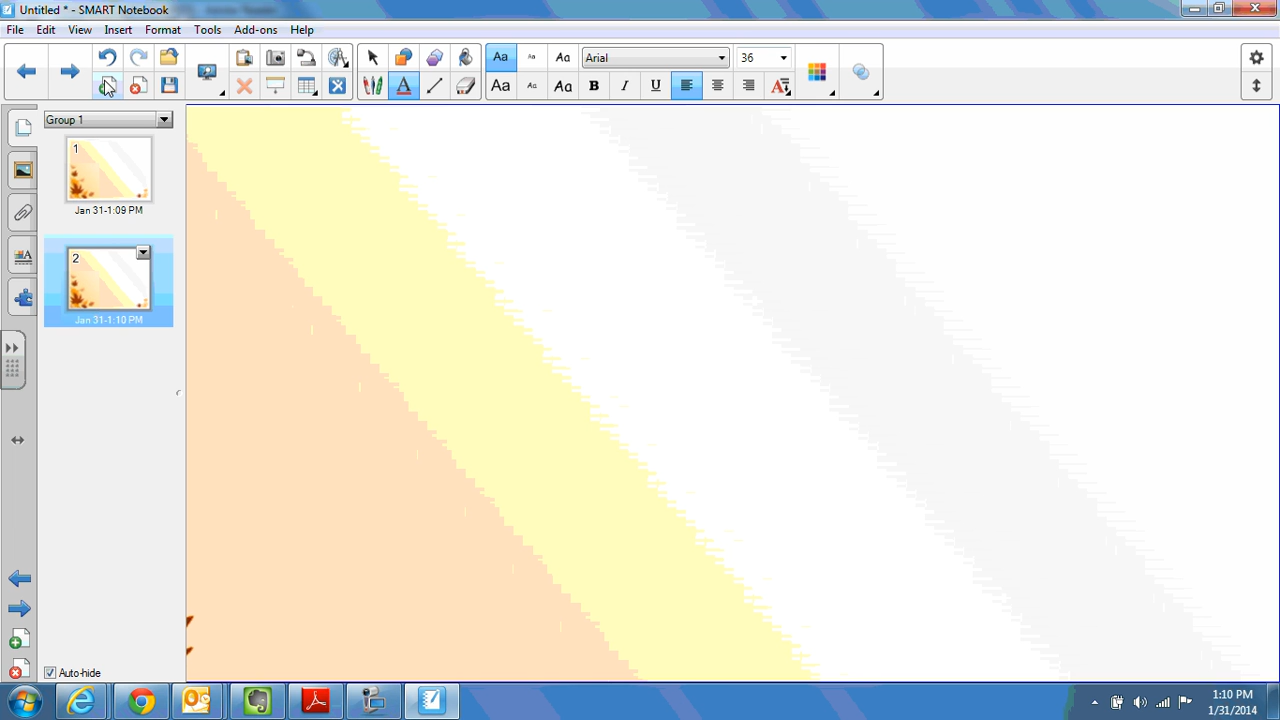 Untitled * - SMART Notebook
File Edit View Insert Format Tools Add-ons Help
Aa Aa Aa Arial 36
Aa Aa Aa B I U
Group 1
1
Jan 31-1:09 PM
2
Jan 31-1:10 PM
Auto-hide
1:10 PM
1/31/2014